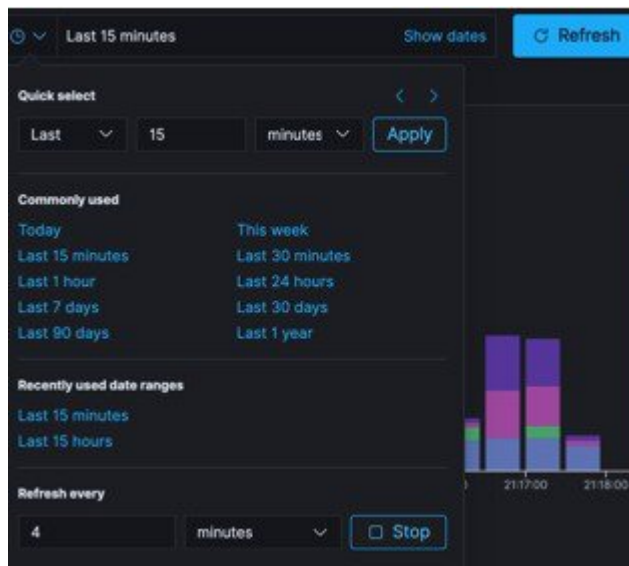 Last 15 minutes Show dates Refresh
Quick select
Last 15 minutes Apply
Commonly used
Today This week
Last 15 minutes Last 30 minutes
Last 1 hour Last 24 hours
Last 7 days Last 30 days
Last 90 days Last 1 year
Recently used date ranges
Last 15 minutes
Last 15 hours
21:17:00 21:18:00
Refresh every
4 minutes Stop